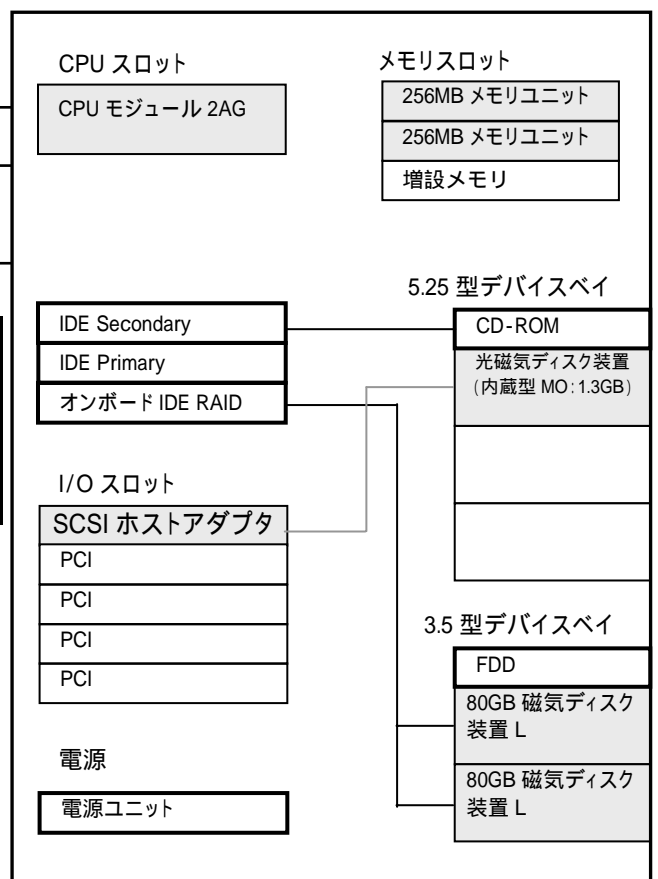 CPU スロット
CPU モジュール 2AG
メモリスロット
256MB メモリユニット
256MB メモリユニット
増設メモリ
IDE Secondary
IDE Primary
オンボード IDE RAID
5.25 型デバイスベイ
CD-ROM
光磁気ディスク装置
(内蔵型 MO:1.3GB)
I/O スロット
SCSI ホストアダプタ
PCI
PCI
PCI
PCI
3.5 型デバイスベイ
FDD
80GB 磁気ディスク
装置 L
80GB 磁気ディスク
装置 L
電源
電源ユニット